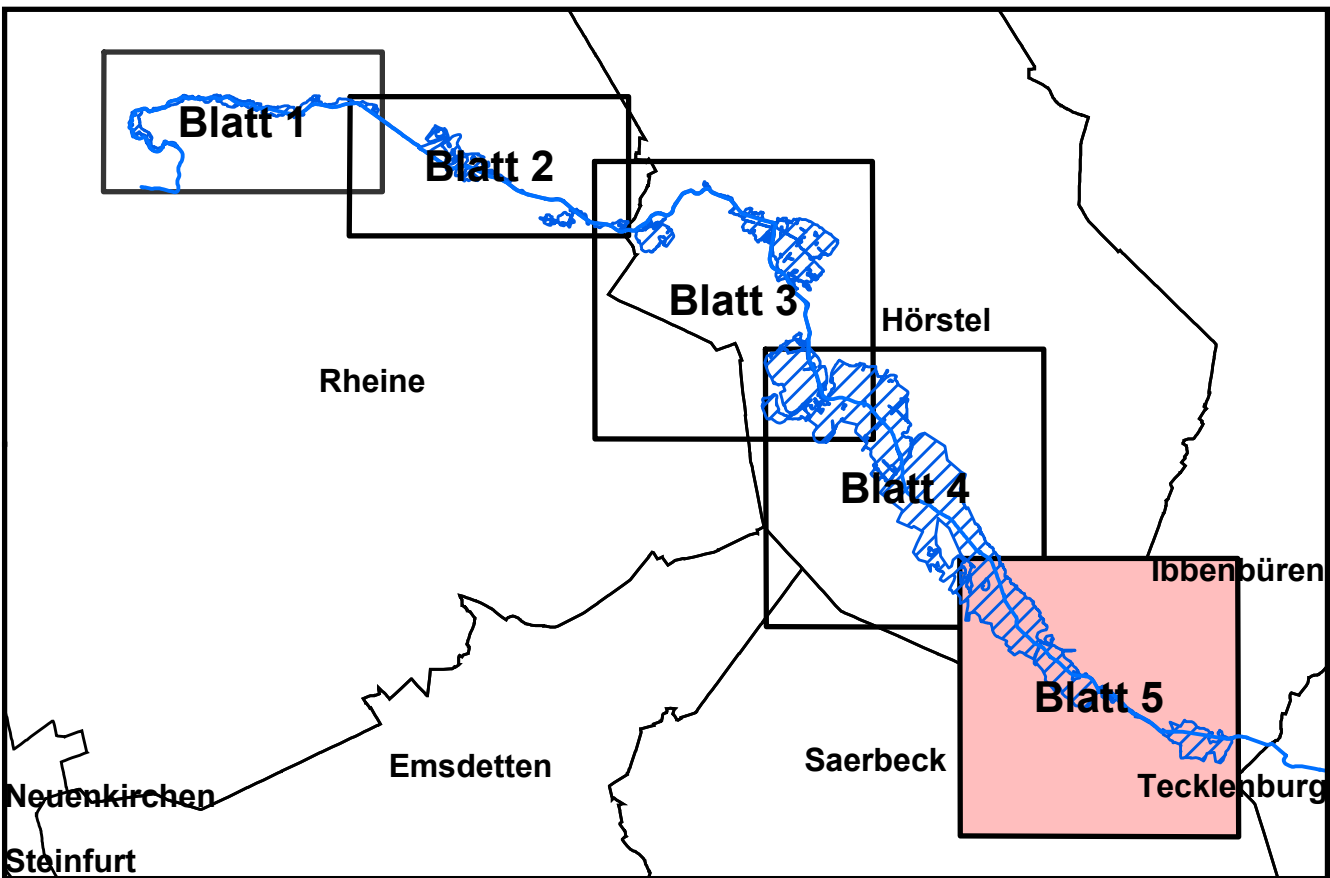 Blatt 1
Blatt 2
Blatt 3
Hörstel
Rheine
Blatt 4
Ibbenbüren
Blatt 5
Saerbeck
Emsdetten
Tecklenburg
Neuenkirchen
Steinfurt